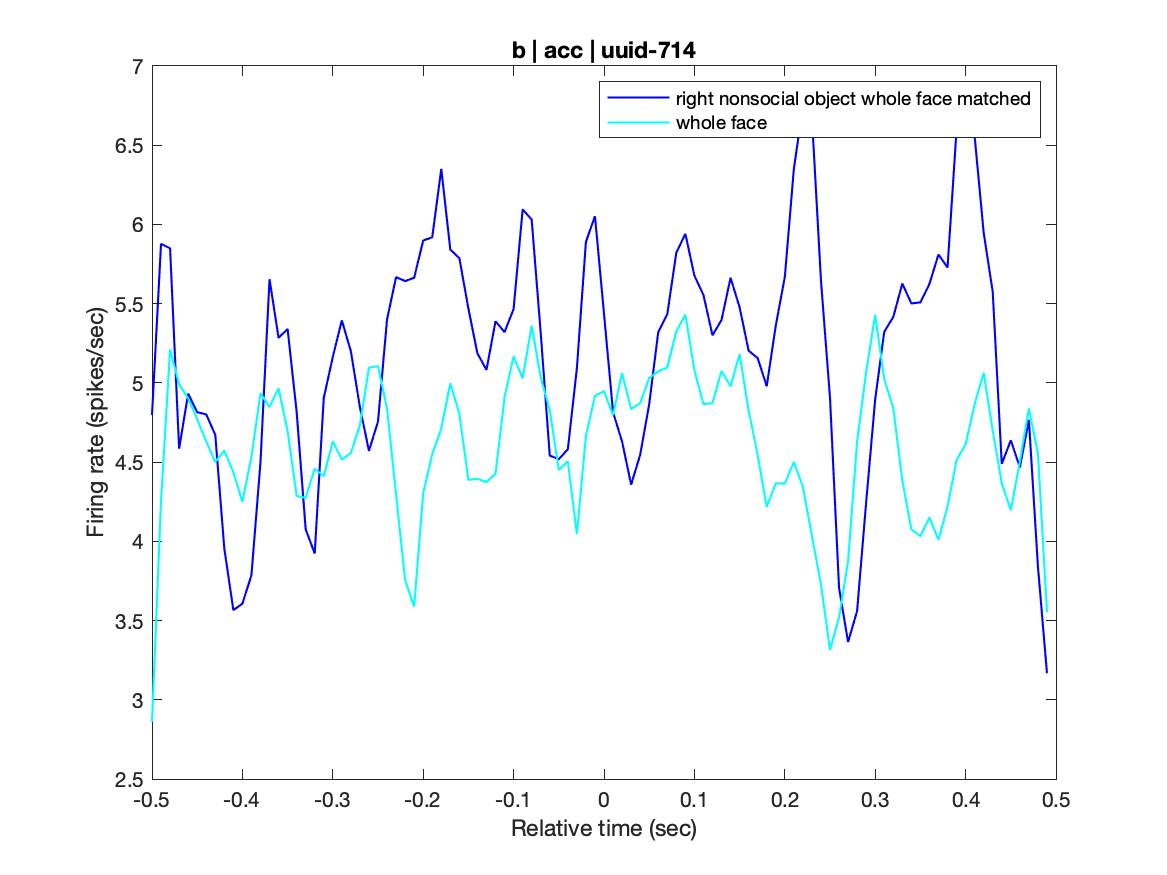 b | acc | uuid-714
7
6.5
6
5.5
5
4.5
4
3.5
3
2.5
Firing rate (spikes/sec)
right nonsocial object whole face matched
whole face
-0.5 -0.4 -0.3 -0.2 -0.1 0 0.1 0.2 0.3 0.4 0.5
Relative time (sec)